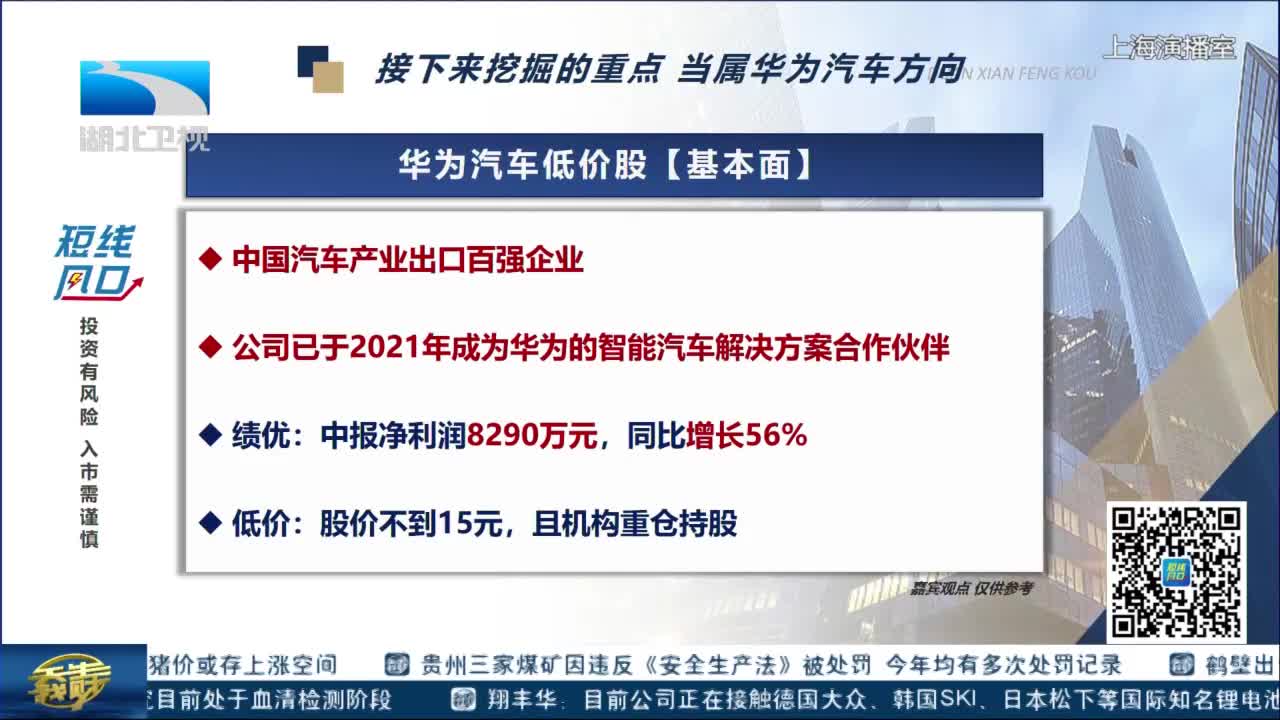 接下来挖掘的重点 当属华为汽车方向
XIAN FENG KOU
上海演播室
湖北卫视
华为汽车低价股【基本面】
短线
风口
投资有风险 入市需谨慎
中国汽车产业出口百强企业
公司已于2021年成为华为的智能汽车解决方案合作伙伴
绩优：中报净利润8290万元，同比增长56%
低价：股价不到15元，且机构重仓持股
嘉宾观点 仅供参考
短线
风口
猪价或存上涨空间 贵州三家煤矿因违反《安全生产法》被处罚 今年均有多次处罚记录 鹤壁出
目前处于血清检测阶段 翔丰华：目前公司正在接触德国大众、韩国SKI、日本松下等国际知名锂电池